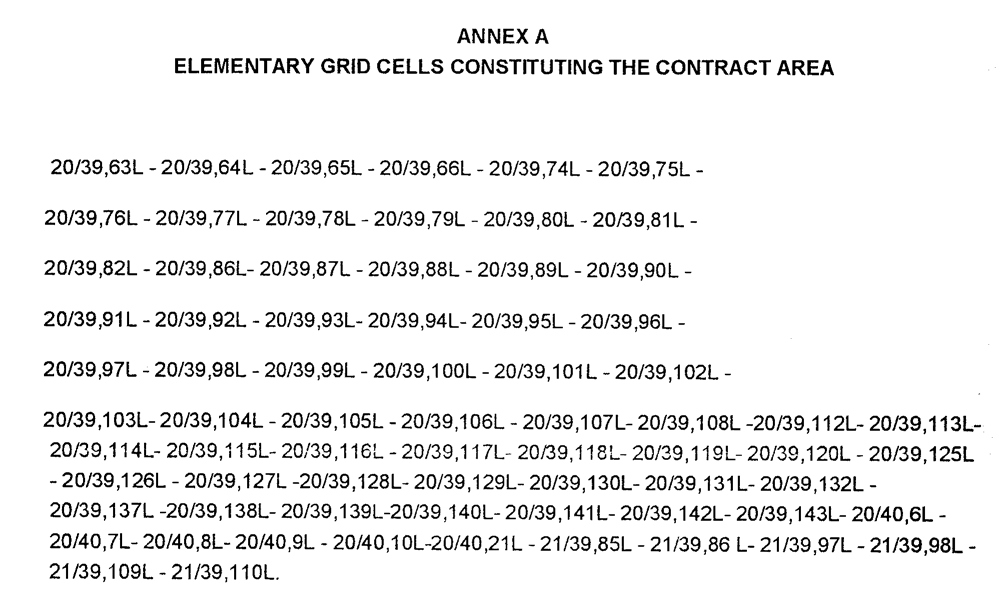 ANNEX A
ELEMENTARY GRID CELLS CONSTITUTING THE CONTRACT AREA
20/39,63L - 20/39,64L - 20/39,65L - 20/39,66L - 20/39,74L - 20/39,75L -
20/39,76L - 20/39,77L - 20/39,78L - 20/39,79L - 20/39,80L - 20/39,81L -
20/39,82L - 20/39,86L- 20/39,87L - 20/39,88L - 20/39,89L - 20/39,90L -
20/39,91L - 20/39,92L - 20/39,93L- 20/39,94L- 20/39,95L - 20/39,96L -
20/39,97L - 20/39,98L - 20/39,99L - 20/39,100L - 20/39,101L - 20/39,102L -
20/39,103L- 20/39,104L - 20/39,105L - 20/39,106L - 20/39,107L- 20/39,108L -20/39,112L- 20/39,113L-
20/39,114L- 20/39,115L- 20/39,116L - 20/39,117L- 20/39,118L- 20/39,119L- 20/39,120L - 20/39,125L
- 20/39,126L - 20/39,127L -20/39,128L- 20/39,129L- 20/39,130L- 20/39,131L- 20/39,132L -
20/39,137L -20/39,138L- 20/39,139L-20/39,140L- 20/39,141L- 20/39,142L- 20/39,143L- 20/40,6L -
20/40,7L- 20/40,8L- 20/40,9L - 20/40,10L-20/40,21L - 21/39,85L - 21/39,86 L- 21/39,97L - 21/39,98L -
21/39,109L - 21/39,110L.